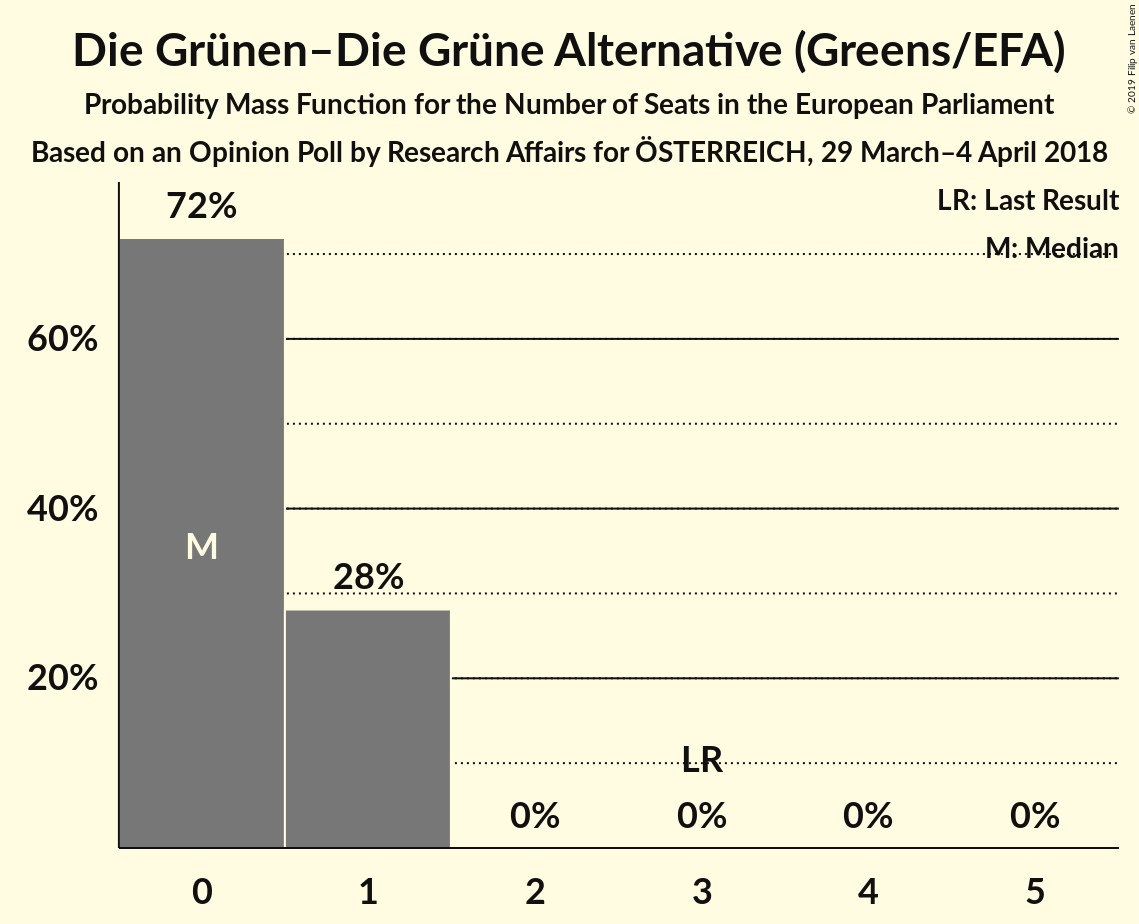 Die Grünen–Die Grüne Alternative (Greens/EFA)
Probability Mass Function for the Number of Seats in the European Parliament
Based on an Opinion Poll by Research Affairs for ÖSTERREICH, 29 March–4 April 2018
© 2019 Filip van Laenen
LR: Last Result
M: Median
72%
60%
40%
M
28%
20%
LR
0% 0% 0% 0%
0 1 2 3 4 5